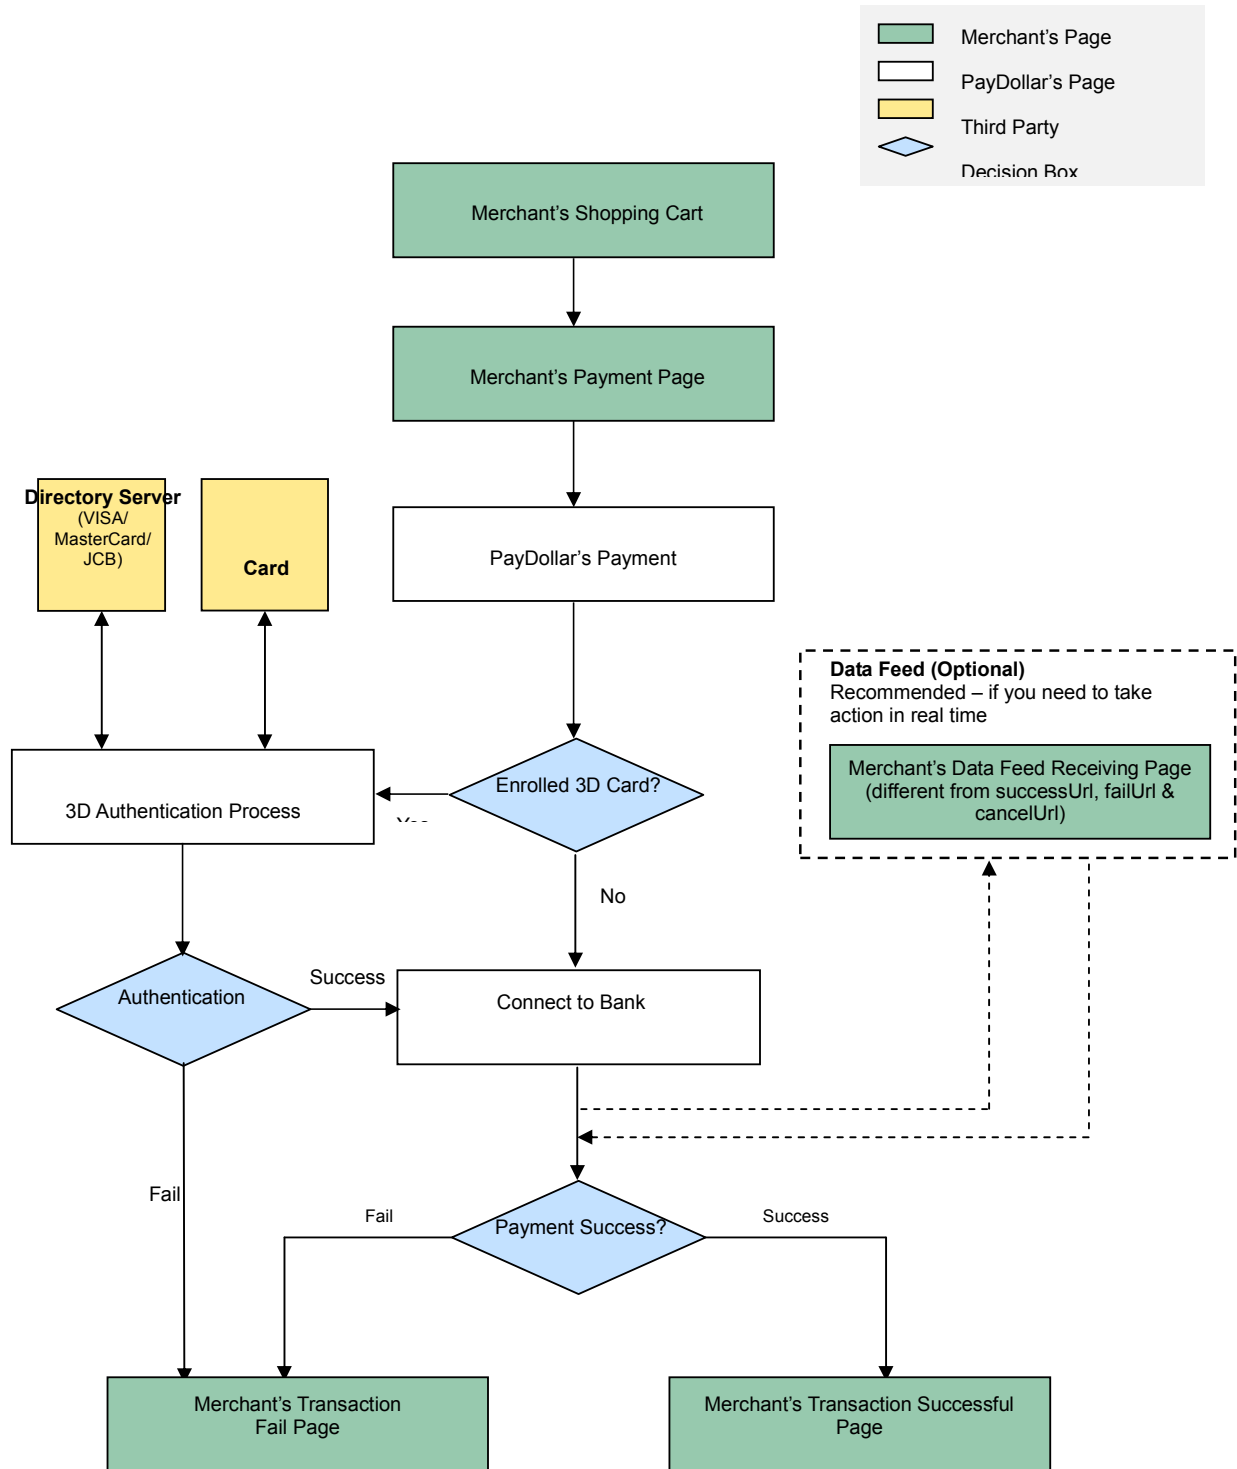 Merchant's Page
PayDollar's Page
Third Party
Decision Box
Merchant's Shopping Cart
Merchant's Payment Page
Directory Server
(VISA/
MasterCard/
JCB)
Card
PayDollar's Payment
Data Feed (Optional)
Recommended – if you need to take
action in real time
Merchant's Data Feed Receiving Page
(different from successUrl, failUrl &
cancelUrl)
Enrolled 3D Card?
3D Authentication Process
Yes
No
Authentication
Success
Connect to Bank
Fail
Fail
Payment Success?
Success
Merchant's Transaction
Fail Page
Merchant's Transaction Successful
Page